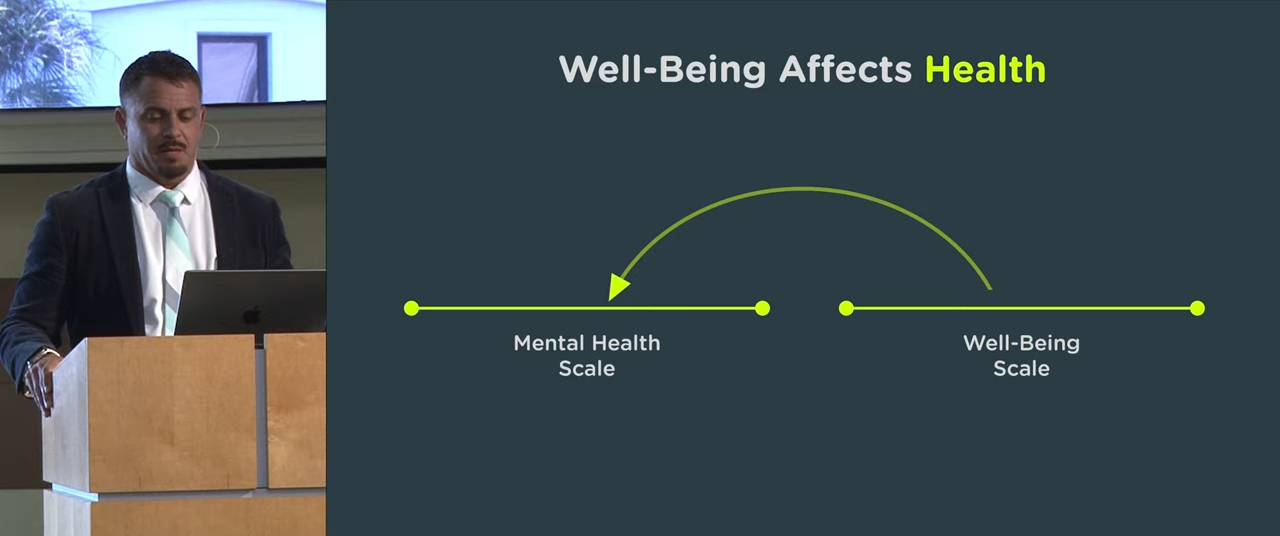 Well-Being Affects Health
Mental Health
Scale
Well-Being
Scale